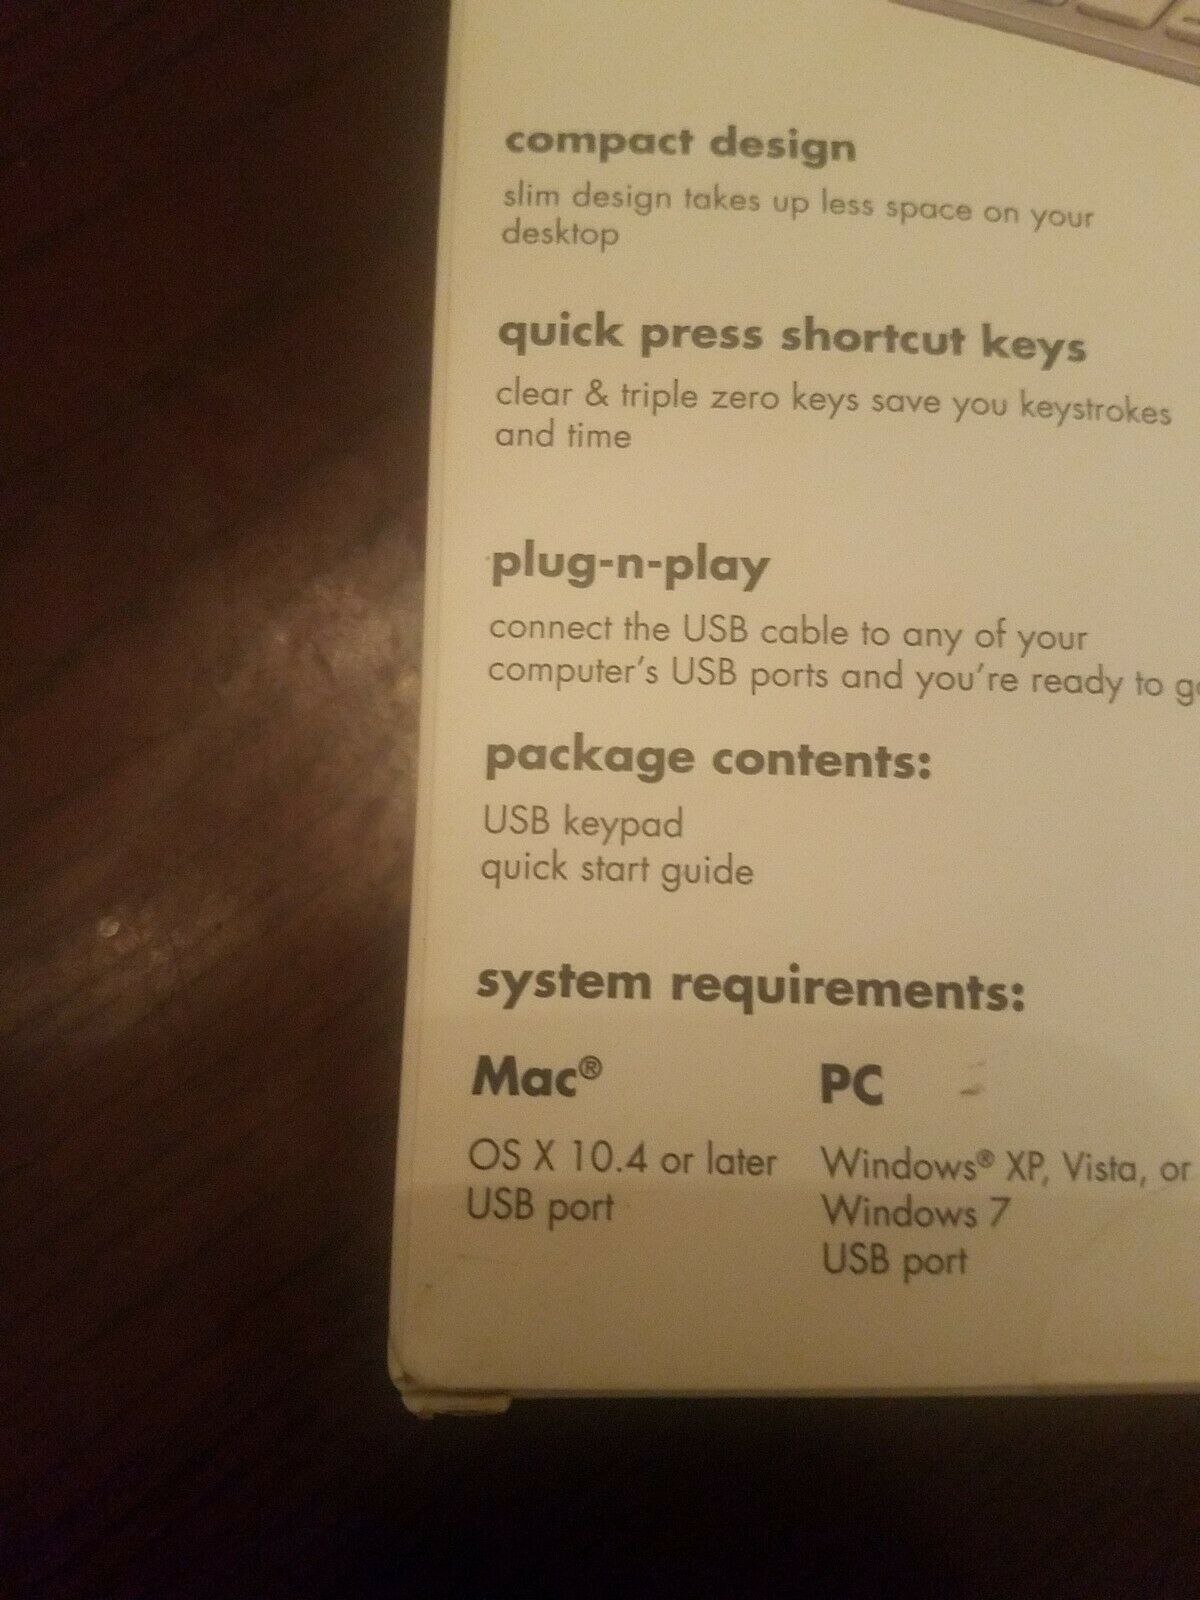 compact design
slim design takes up less space on your
desktop
quick press shortcut keys
clear & triple zero keys save you keystrokes
and time
plug-n-play
connect the USB cable to any of your
computer's USB ports and you're ready to
package contents:
USB keypad
quick start guide
system requirements:
Mac® PC
OS X 10.4 or later Windows® XP, Vista, or
USB port Windows 7
USB port